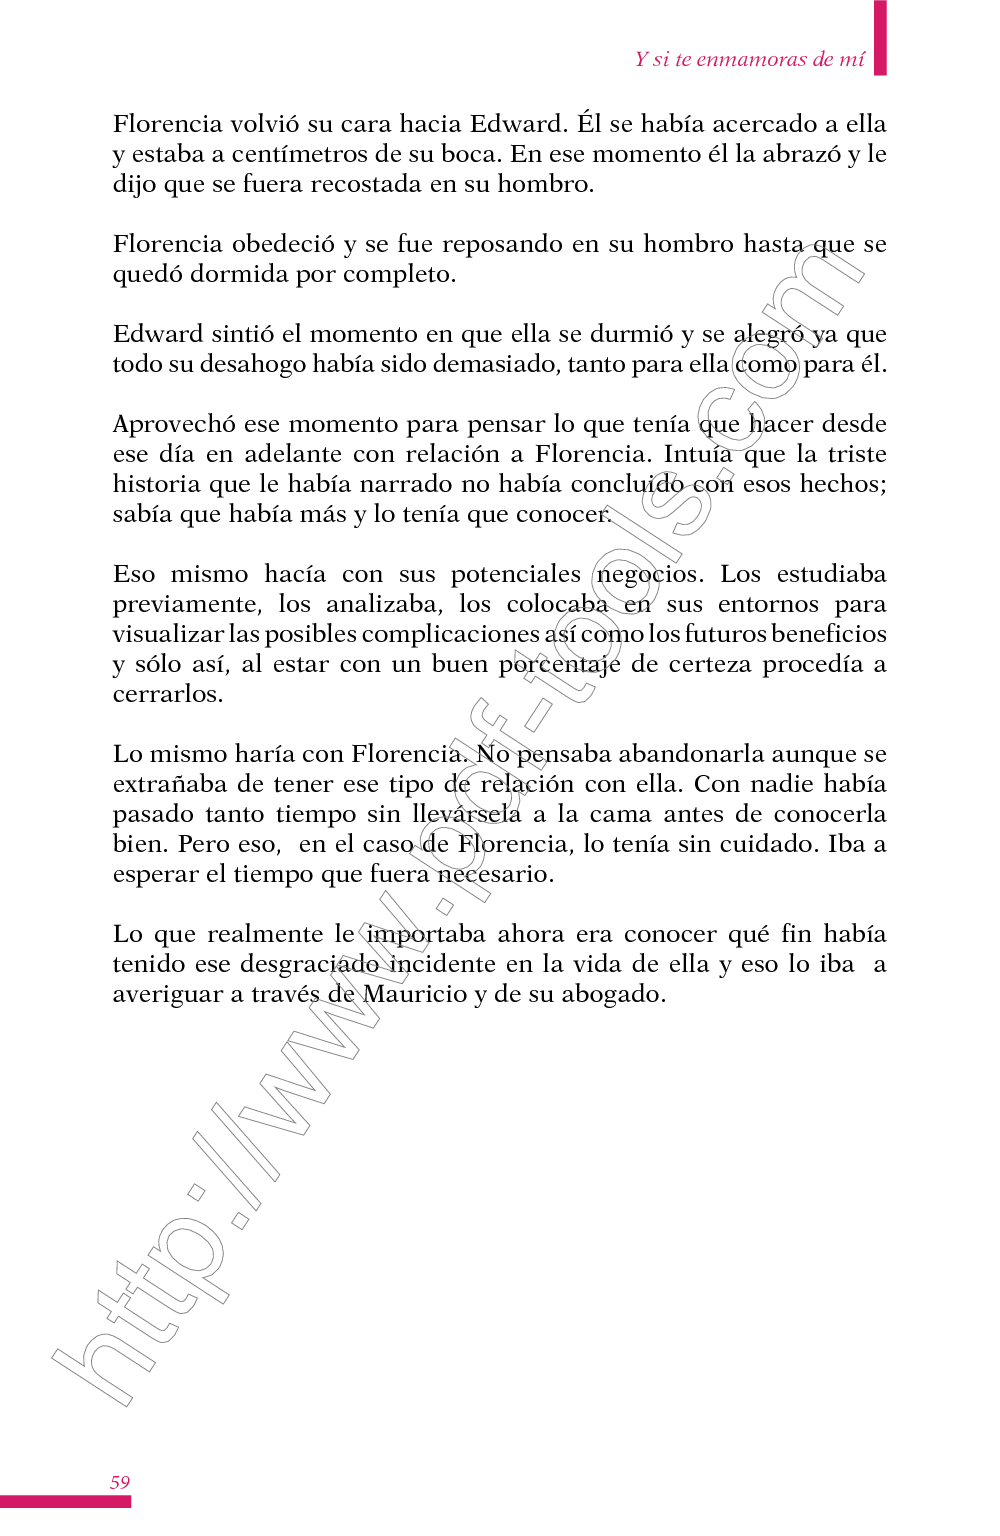 Y si te enmamoras de mí
Florencia volvió su cara hacia Edward. Él se había acercado a ella
y estaba a centímetros de su boca. En ese momento él la abrazó y le
dijo que se fuera recostada en su hombro.
Florencia obedeció y se fue reposando en su hombro hasta que se
quedó dormida por completo.
Edward sintió el momento en que ella se durmió y se alegró ya que
todo su desahogo había sido demasiado, tanto para ella como para él.
Aprovechó ese momento para pensar lo que tenía que hacer desde
ese día en adelante con relación a Florencia. Intuía que la triste
historia que le había narrado no había concluido con esos hechos;
sabía que había más y lo tenía que conocer.
Eso mismo hacía con sus potenciales negocios. Los estudiaba
previamente, los analizaba, los colocaba en sus entornos para
visualizar las posibles complicaciones así como los futuros beneficios
y sólo así, al estar con un buen porcentaje de certeza procedía a
cerrarlos.
Lo mismo haría con Florencia. No pensaba abandonarla aunque se
extrañaba de tener ese tipo de relación con ella. Con nadie había
pasado tanto tiempo sin llevársela a la cama antes de conocerla
bien. Pero eso,  en el caso de Florencia, lo tenía sin cuidado. Iba a
esperar el tiempo que fuera necesario.
Lo que realmente le importaba ahora era conocer qué fin había
tenido ese desgraciado incidente en la vida de ella y eso lo iba  a
averiguar a través de Mauricio y de su abogado.
http://www.pdf-tools.com
59